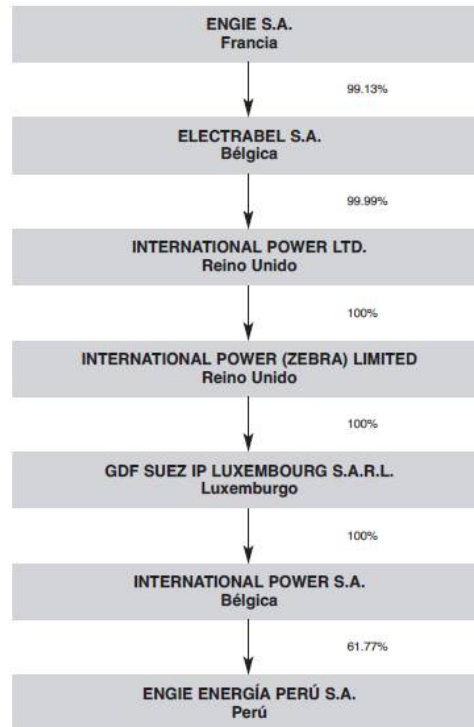 ENGIE S.A.
Francia
99.13%
ELECTRABEL S.A.
Bélgica
99.99%
INTERNATIONAL POWER LTD.
Reino Unido
100%
INTERNATIONAL POWER (ZEBRA) LIMITED
Reino Unido
100%
GDF SUEZ IP LUXEMBOURG S.A.R.L.
Luxemburgo
100%
INTERNATIONAL POWER S.A.
Bélgica
61.77%
ENGIE ENERGÍA PERÚ S.A.
Perú